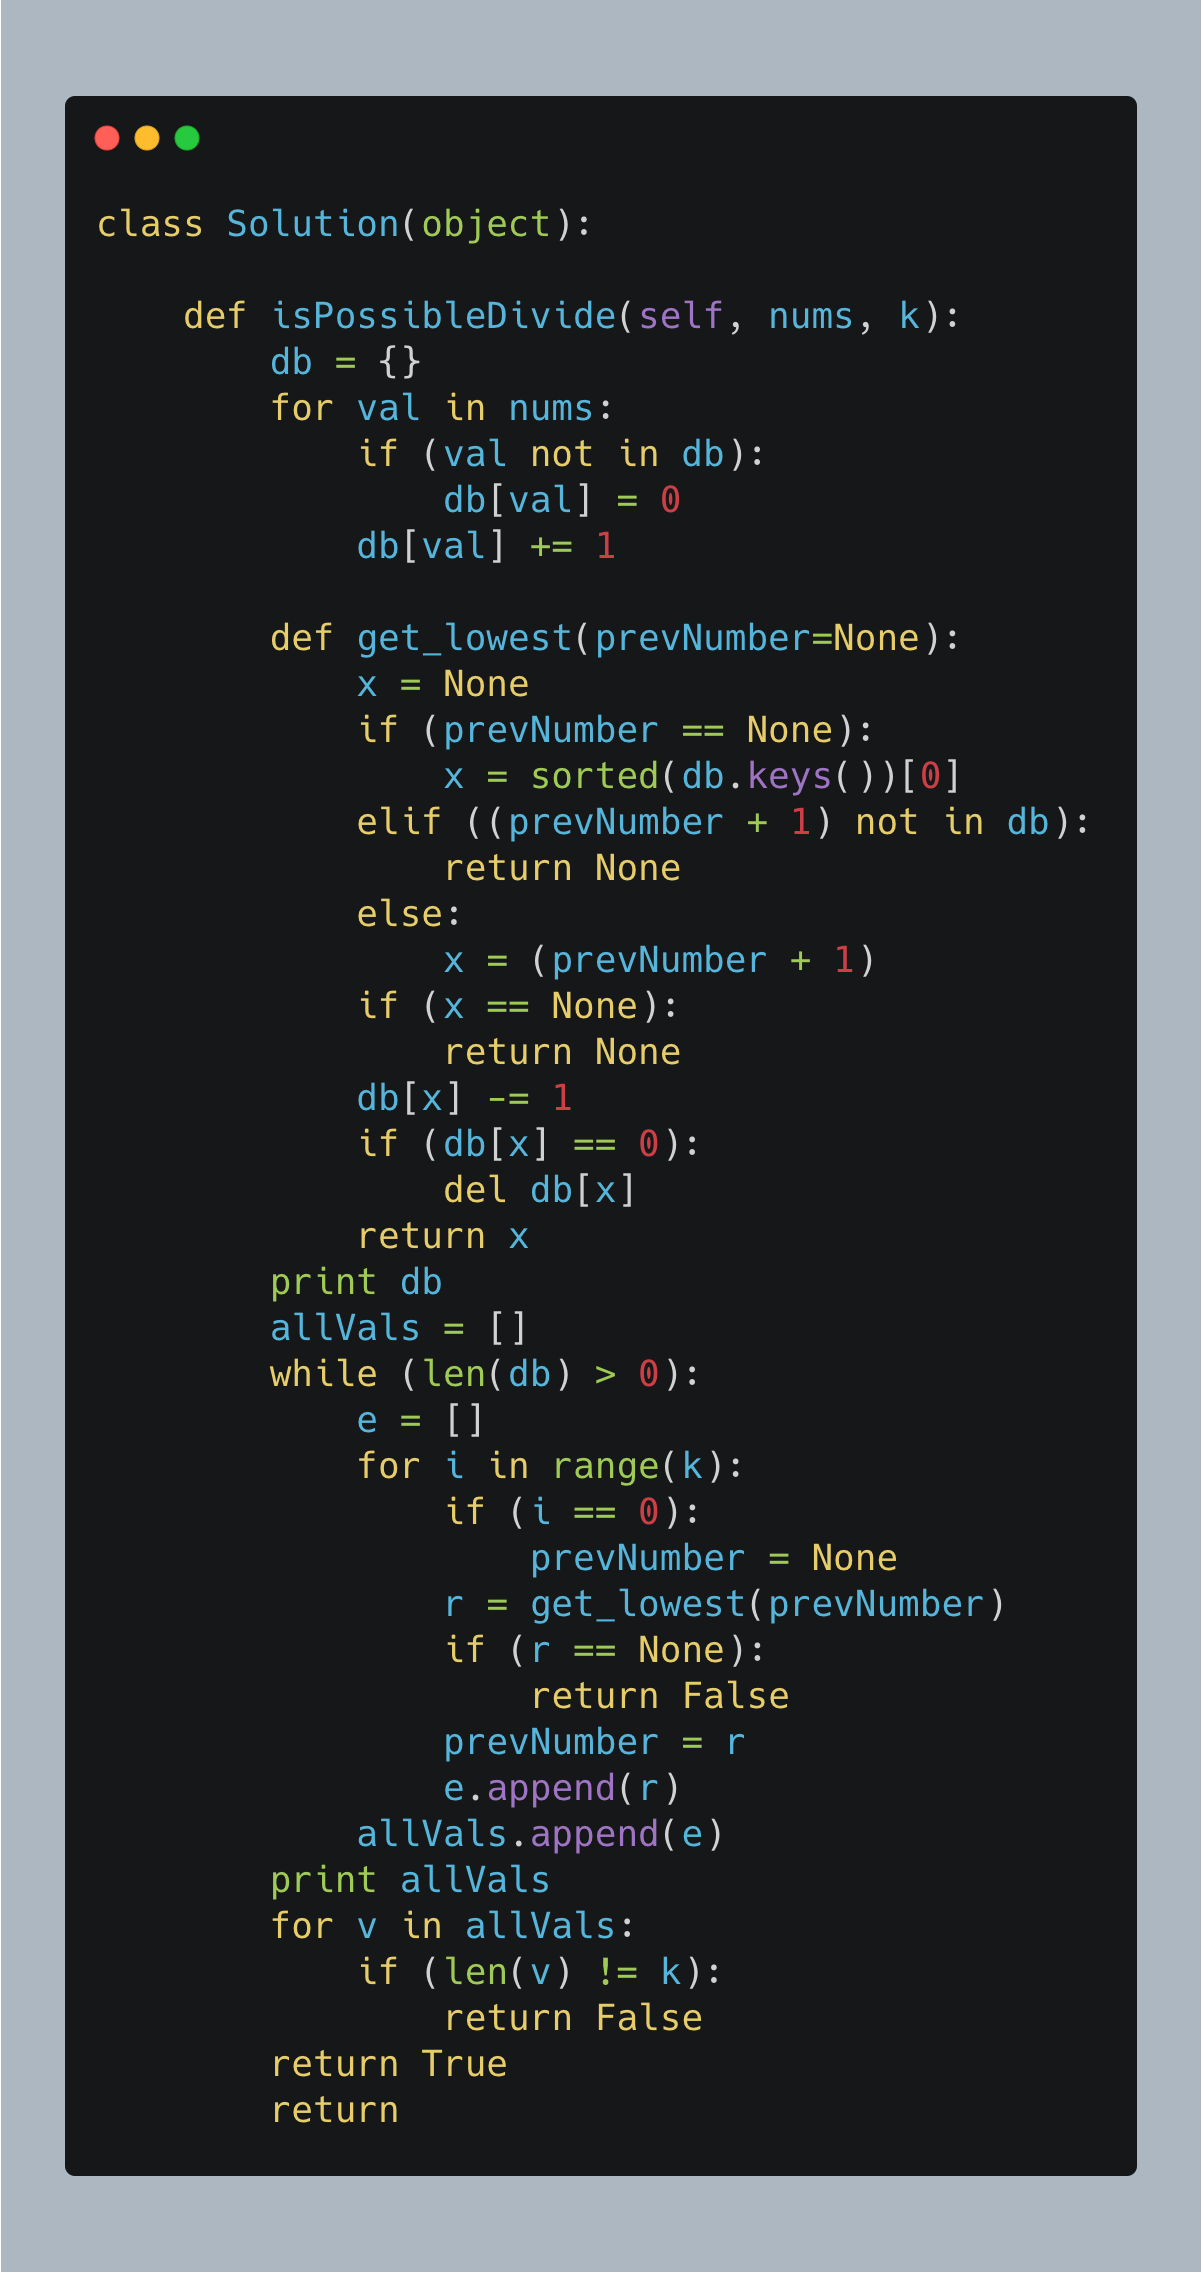 class Solution(object):

    def isPossibleDivide(self, nums, k):
        db = {}
        for val in nums:
            if (val not in db):
                db[val] = 0
            db[val] += 1

        def get_lowest(prevNumber=None):
            x = None
            if (prevNumber == None):
                x = sorted(db.keys())[0]
            elif ((prevNumber + 1) not in db):
                return None
            else:
                x = (prevNumber + 1)
            if (x == None):
                return None
            db[x] -= 1
            if (db[x] == 0):
                del db[x]
            return x
        print db
        allVals = []
        while (len(db) > 0):
            e = []
            for i in range(k):
                if (i == 0):
                    prevNumber = None
                r = get_lowest(prevNumber)
                if (r == None):
                    return False
                prevNumber = r
                e.append(r)
            allVals.append(e)
        print allVals
        for v in allVals:
            if (len(v) != k):
                return False
        return True
        return